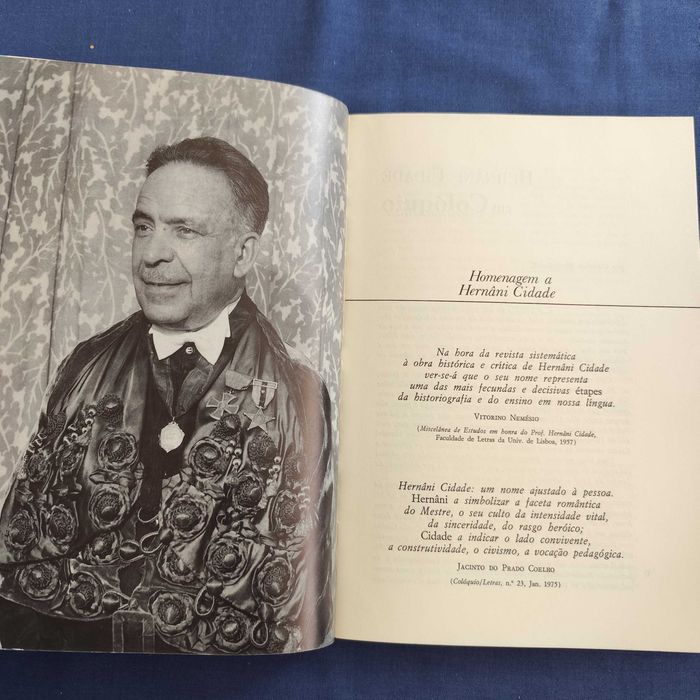 Homenagem a
Hernâni Cidade
Na hora da revista sistemática
à obra histórica e crítica de Hernâni Cidade
ver-se-á que o seu nome representa
uma das mais fecundas e decisivas étapes
da historiografia e do ensino em nossa língua.
VITORINO NEMÉSIO
(Miscelânea de Estudos em honra do Prof. Hernâni Cidade,
Faculdade de Letras da Univ. de Lisboa, 1957)
Hernâni Cidade: um nome ajustado à pessoa.
Hernâni a simbolizar a faceta romântica
do Mestre, o seu culto da intensidade vital,
da sinceridade, do rasgo heróico;
Cidade a indicar o lado convivente,
a construtividade, o civismo, a vocação pedagógica.
JACINTO DO PRADO COELHO
(Colóquio/Letras, n.º 23, Jan. 1975)